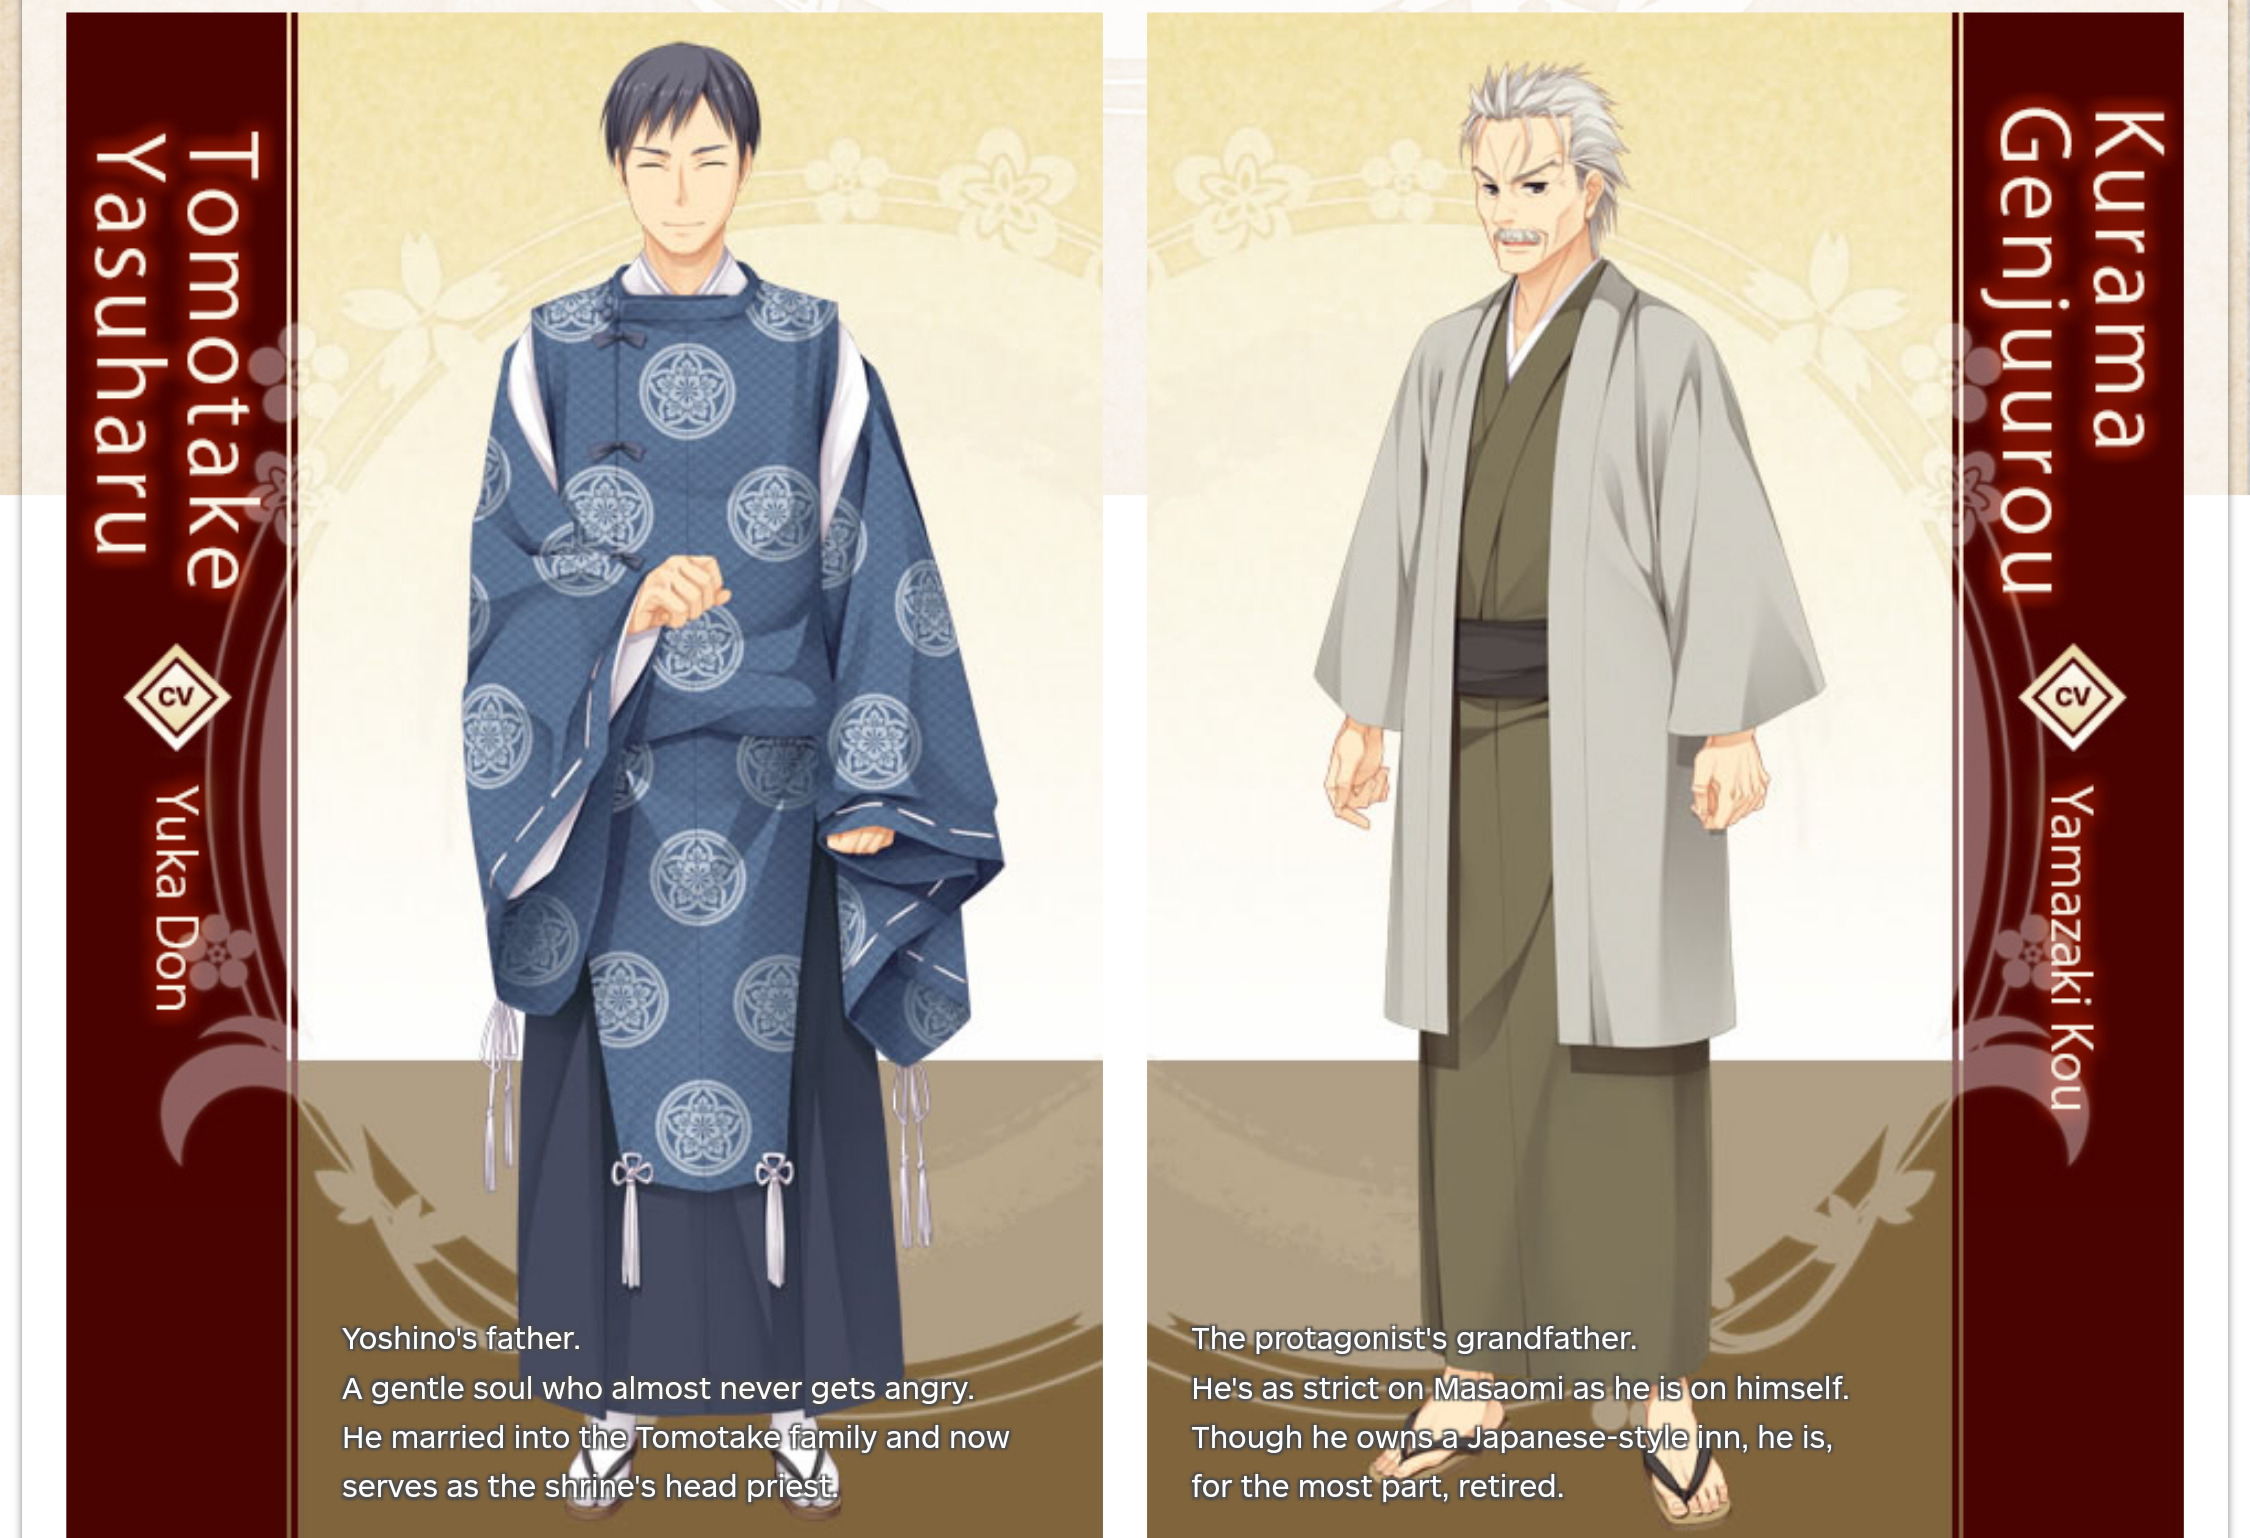 Tomotake
Yasuharu
CV
Yuka Don
Yoshino's father.
A gentle soul who almost never gets angry.
He married into the Tomotake family and now
serves as the shrine's head priest.
Kurama
Genjuurou
CV
Yamazaki Kou
The protagonist's grandfather.
He's as strict on Masaomi as he is on himself.
Though he owns a Japanese-style inn, he is,
for the most part, retired.